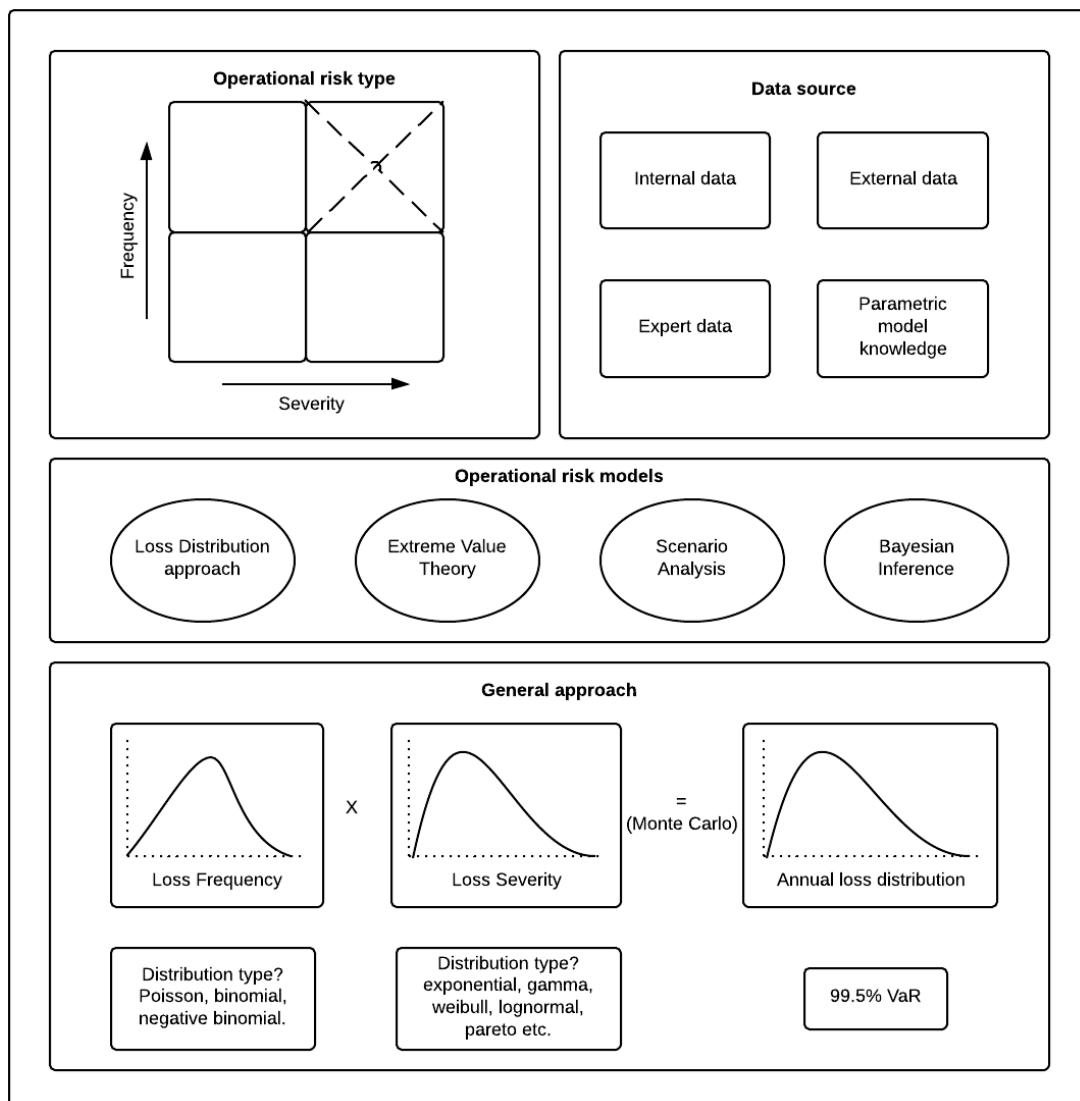 Operational risk type
?
Frequency
Severity
Data source
Internal data
External data
Expert data
Parametric
model
knowledge
Operational risk models
Loss Distribution
approach
Extreme Value
Theory
Scenario
Analysis
Bayesian
Inference
General approach
Loss Frequency
X
Loss Severity
=
(Monte Carlo)
Annual loss distribution
Distribution type?
Poisson, binomial,
negative binomial.
Distribution type?
exponential, gamma,
weibull, lognormal,
pareto etc.
99.5% VaR